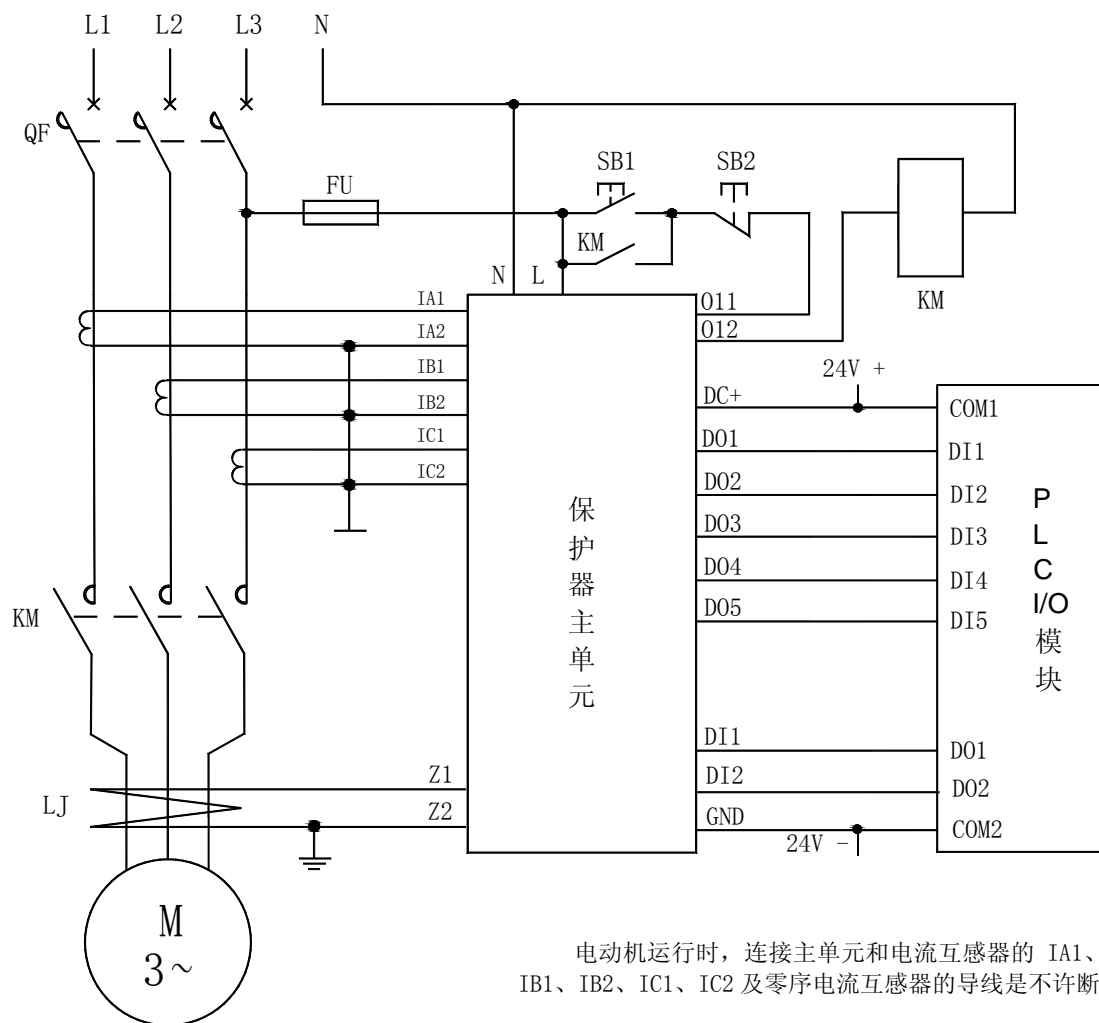 L1 L2 L3 N
QF
FU
SB1 SB2
KM
N L
KM
IA1
IA2
IB1
IB2
IC1
IC2
O11
O12
24V +
DC+
DO1
DO2
DO3
DO4
DO5
COM1
DI1
DI2
DI3
DI4
DI5
保护器主单元
PLC I/O 模块
KM
DI1
DI2
GND
24V -
DO1
DO2
COM2
Z1
Z2
LJ
M
3~
电动机运行时，连接主单元和电流互感器的 IA1、
IB1、IB2、IC1、IC2 及零序电流互感器的导线是不许断